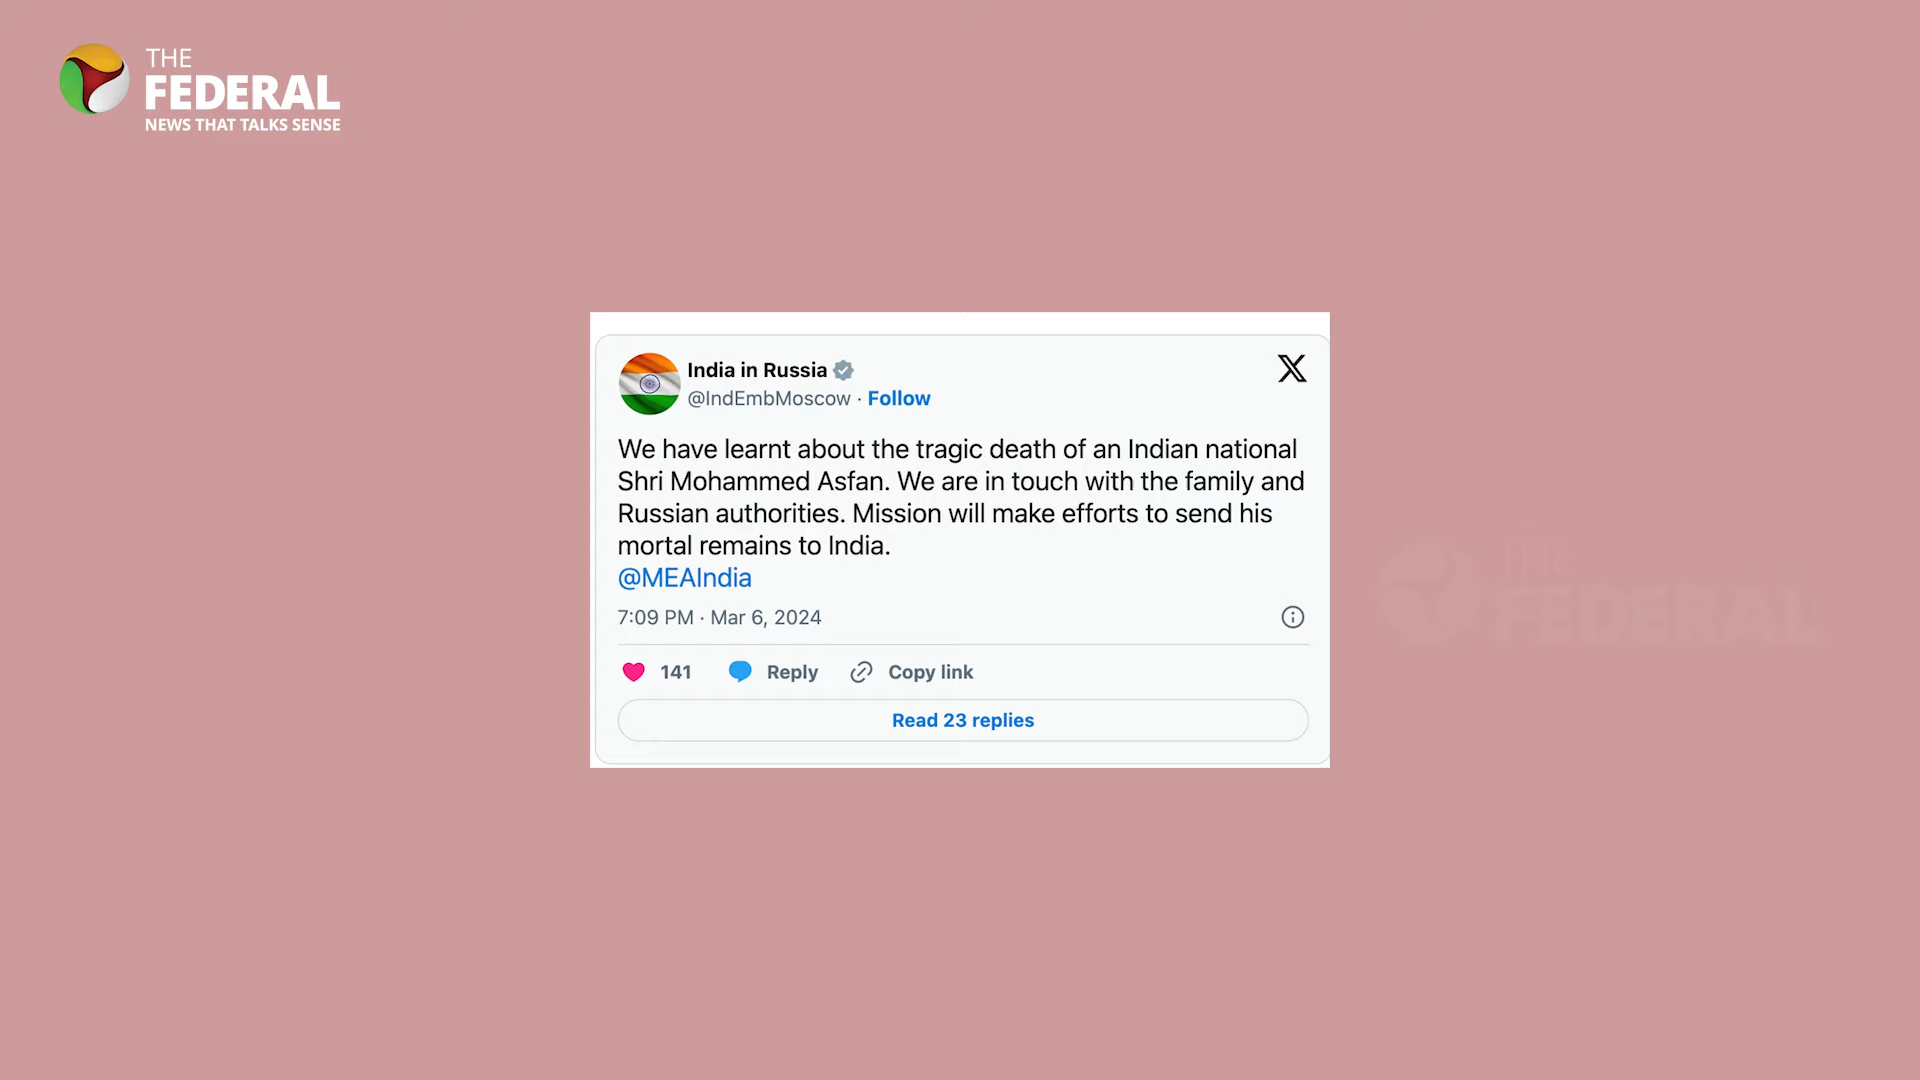 THE
FEDERAL
NEWS THAT TALKS SENSE
India in Russia
@IndEmbMoscow · Follow
We have learnt about the tragic death of an Indian national
Shri Mohammed Asfan. We are in touch with the family and
Russian authorities. Mission will make efforts to send his
mortal remains to India.
@MEAIndia
7:09 PM · Mar 6, 2024
141 Reply Copy link
Read 23 replies
THE
FEDERAL